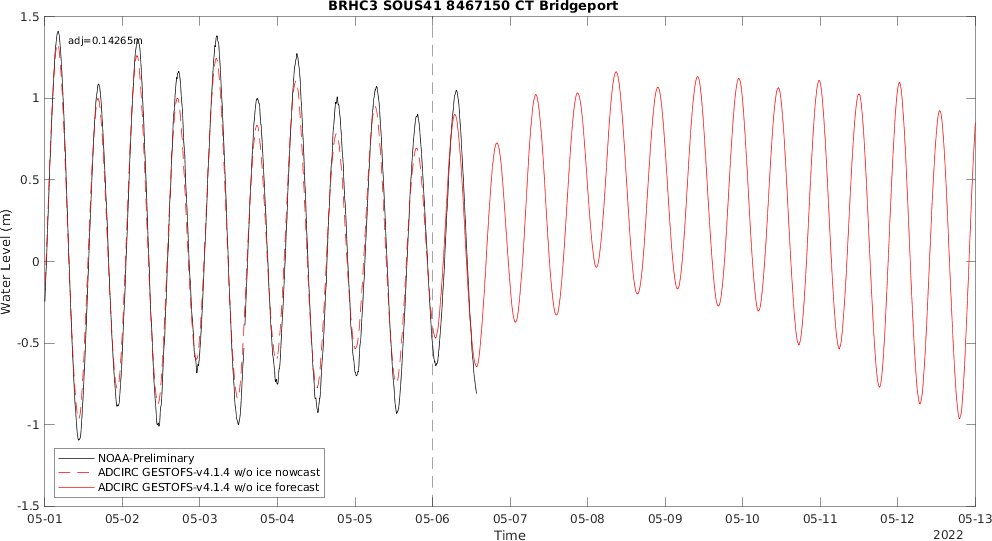 BRHC3 SOUS41 8467150 CT Bridgeport
adj=0.14265m
1.5
1
0.5
0
-0.5
-1
-1.5
Water Level (m)
NOAA-Preliminary
ADCIRC GESTOFS-v4.1.4 w/o ice nowcast
ADCIRC GESTOFS-v4.1.4 w/o ice forecast
05-01 05-02 05-03 05-04 05-05 05-06 05-07 05-08 05-09 05-10 05-11 05-12 05-13
Time
2022